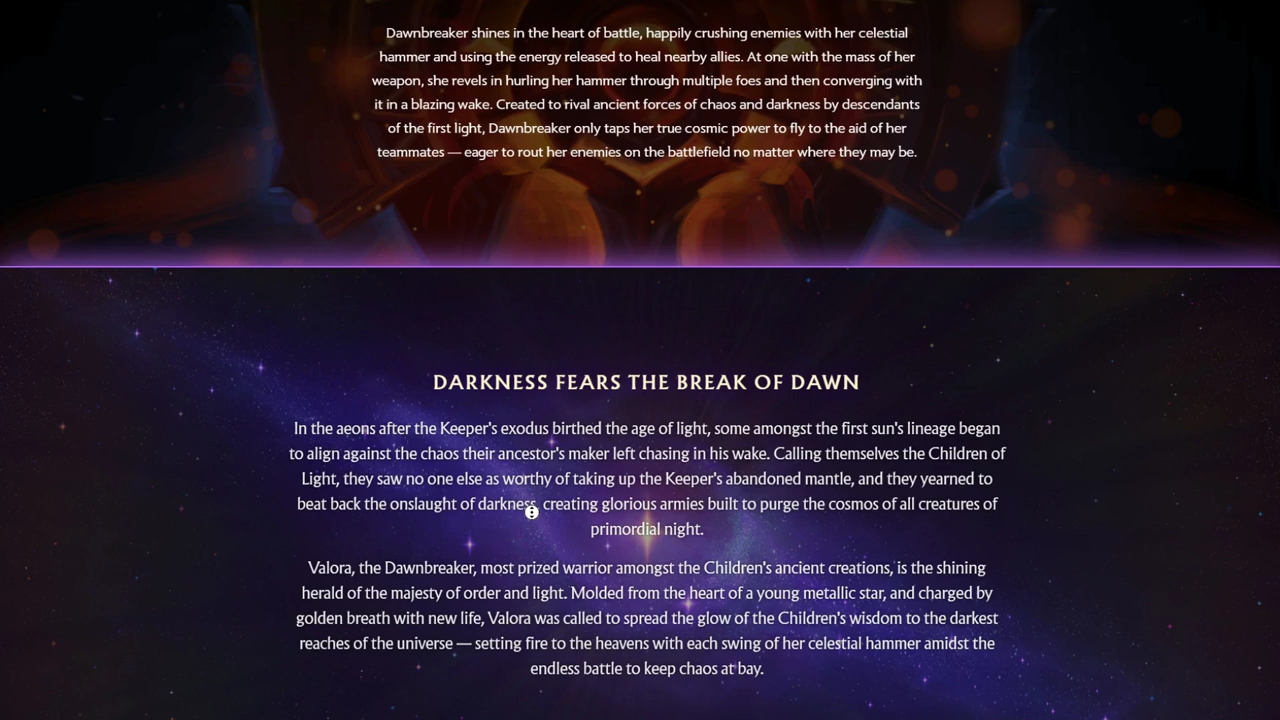 Dawnbreaker shines in the heart of battle, happily crushing enemies with her celestial
hammer and using the energy released to heal nearby allies. At one with the mass of her
weapon, she revels in hurling her hammer through multiple foes and then converging with
it in a blazing wake. Created to rival ancient forces of chaos and darkness by descendants
of the first light, Dawnbreaker only taps her true cosmic power to fly to the aid of her
teammates — eager to rout her enemies on the battlefield no matter where they may be.
DARKNESS FEARS THE BREAK OF DAWN
In the aeons after the Keeper's exodus birthed the age of light, some amongst the first sun's lineage began
to align against the chaos their ancestor's maker left chasing in his wake. Calling themselves the Children of
Light, they saw no one else as worthy of taking up the Keeper's abandoned mantle, and they yearned to
beat back the onslaught of darkness, creating glorious armies built to purge the cosmos of all creatures of
primordial night.
Valora, the Dawnbreaker, most prized warrior amongst the Children's ancient creations, is the shining
herald of the majesty of order and light. Molded from the heart of a young metallic star, and charged by
golden breath with new life, Valora was called to spread the glow of the Children's wisdom to the darkest
reaches of the universe — setting fire to the heavens with each swing of her celestial hammer amidst the
endless battle to keep chaos at bay.